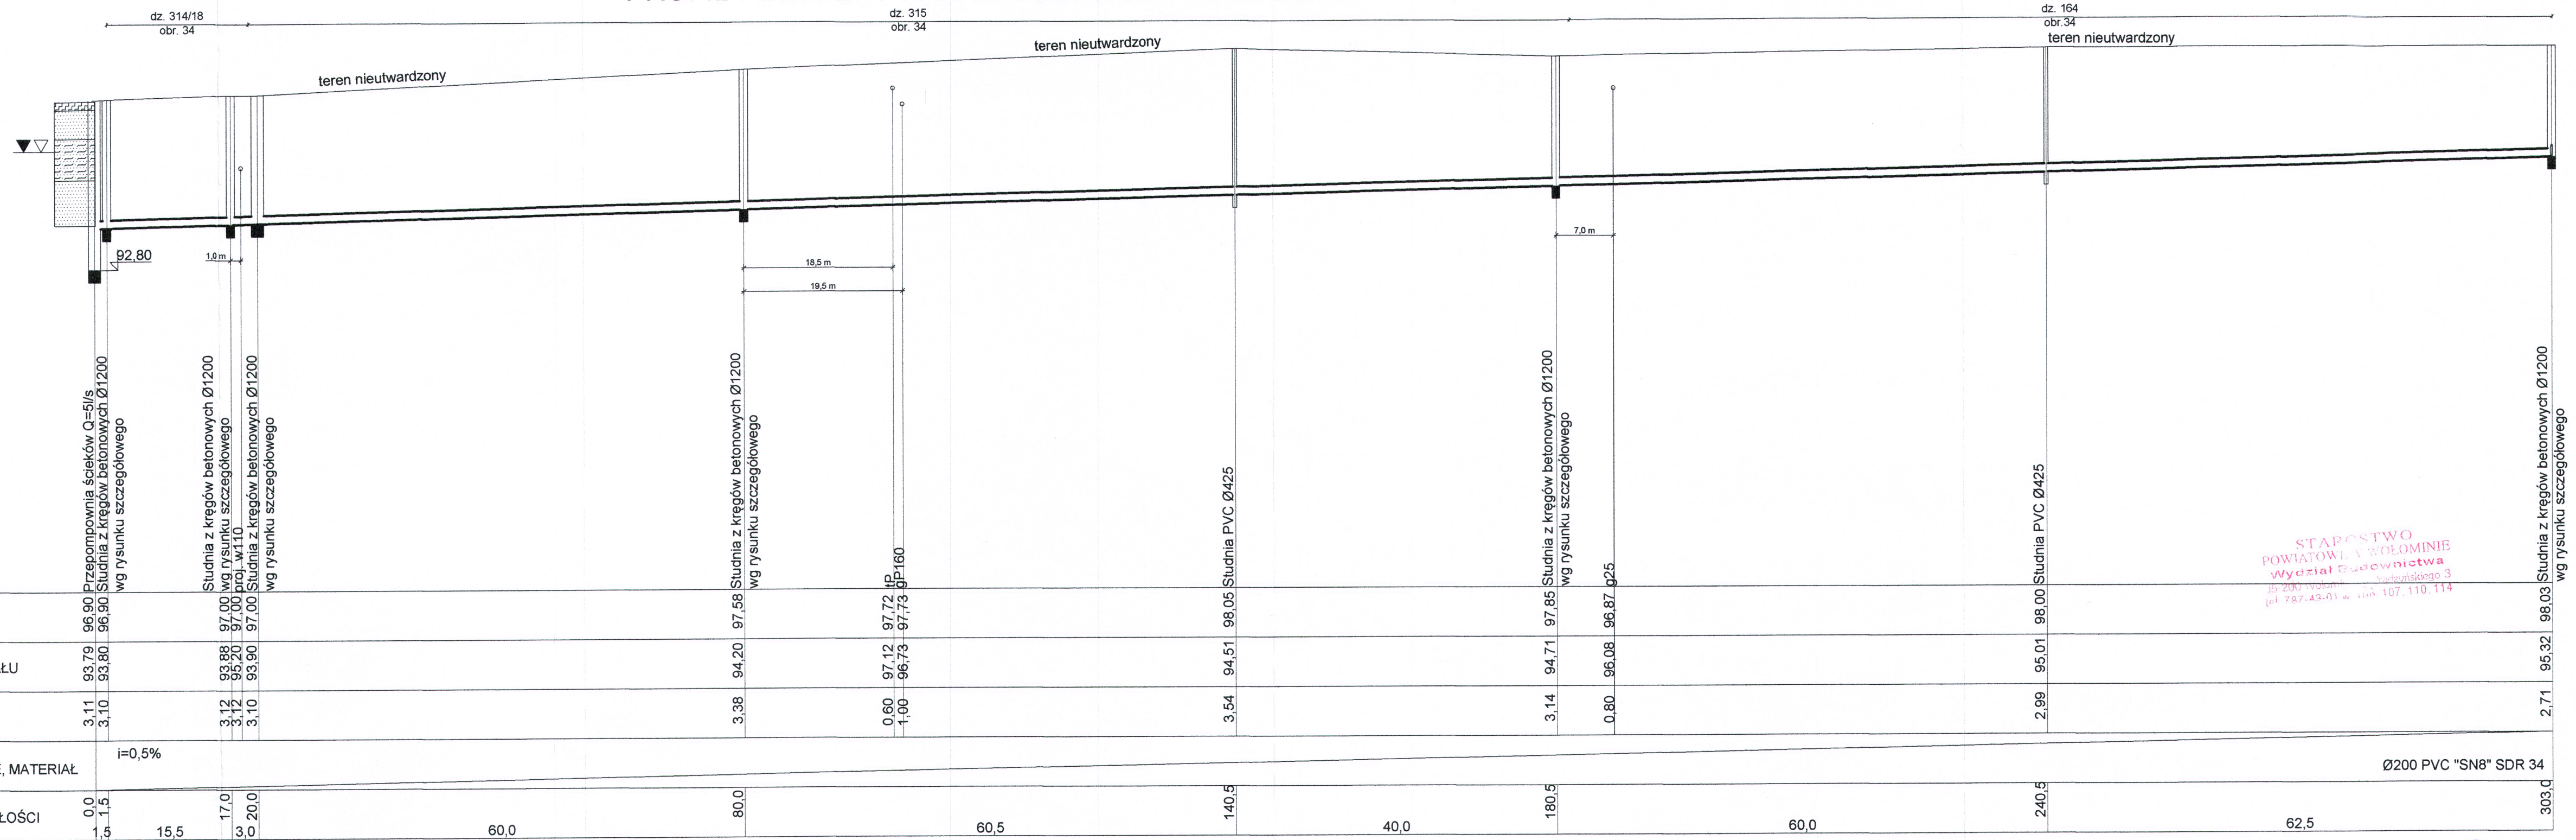 dz. 314/18
obr. 34
dz. 315
obr. 34
dz. 164
obr.34
teren nieutwardzony
teren nieutwardzony
teren nieutwardzony
92,80
1,0 m
18,5 m
19,5 m
7,0 m
Przepompownia ścieków Q=5l/s
Studnia z kręgów betonowych Ø1200
wg rysunku szczegółowego
Studnia z kręgów betonowych Ø1200
wg rysunku szczegółowego
proj. w110
Studnia z kręgów betonowych Ø1200
wg rysunku szczegółowego
Studnia z kręgów betonowych Ø1200
wg rysunku szczegółowego
tP
gP160
Studnia PVC Ø425
Studnia z kręgów betonowych Ø1200
wg rysunku szczegółowego
g25
Studnia PVC Ø425
Studnia z kręgów betonowych Ø1200
wg rysunku szczegółowego
STAROSTWO
POWIATOWE W WOŁOMINIE
Wydział Budownictwa
107, 110, 114
96,90 96,90 97,00 97,00 97,00 97,58 97,72 97,73 98,05 97,85 96,87 98,00 98,03
ŁU 93,79 93,80 93,88 95,20 93,90 94,20 97,12 96,73 94,51 94,71 96,08 95,01 95,32
3,11 3,10 3,12 3,12 3,10 3,38 0,60 1,00 3,54 3,14 0,80 2,99 2,71
i=0,5%
, MATERIAŁ
Ø200 PVC "SN8" SDR 34
ŁOŚCI 0,0 1,5 17,0 20,0 80,0 140,5 180,5 240,5 303,0
1,5 15,5 3,0 60,0 60,5 40,0 60,0 62,5